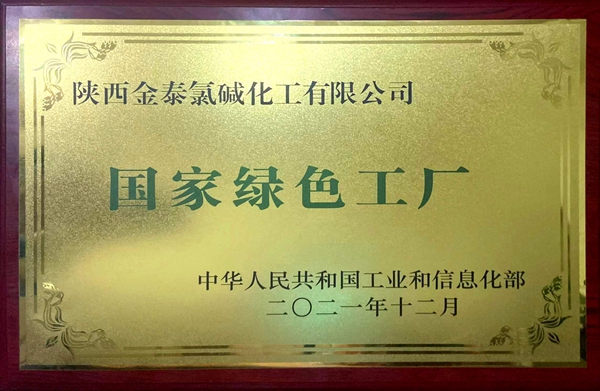 陕西金泰氯碱化工有限公司
国家绿色工厂
中华人民共和国工业和信息化部
二〇二一年十二月